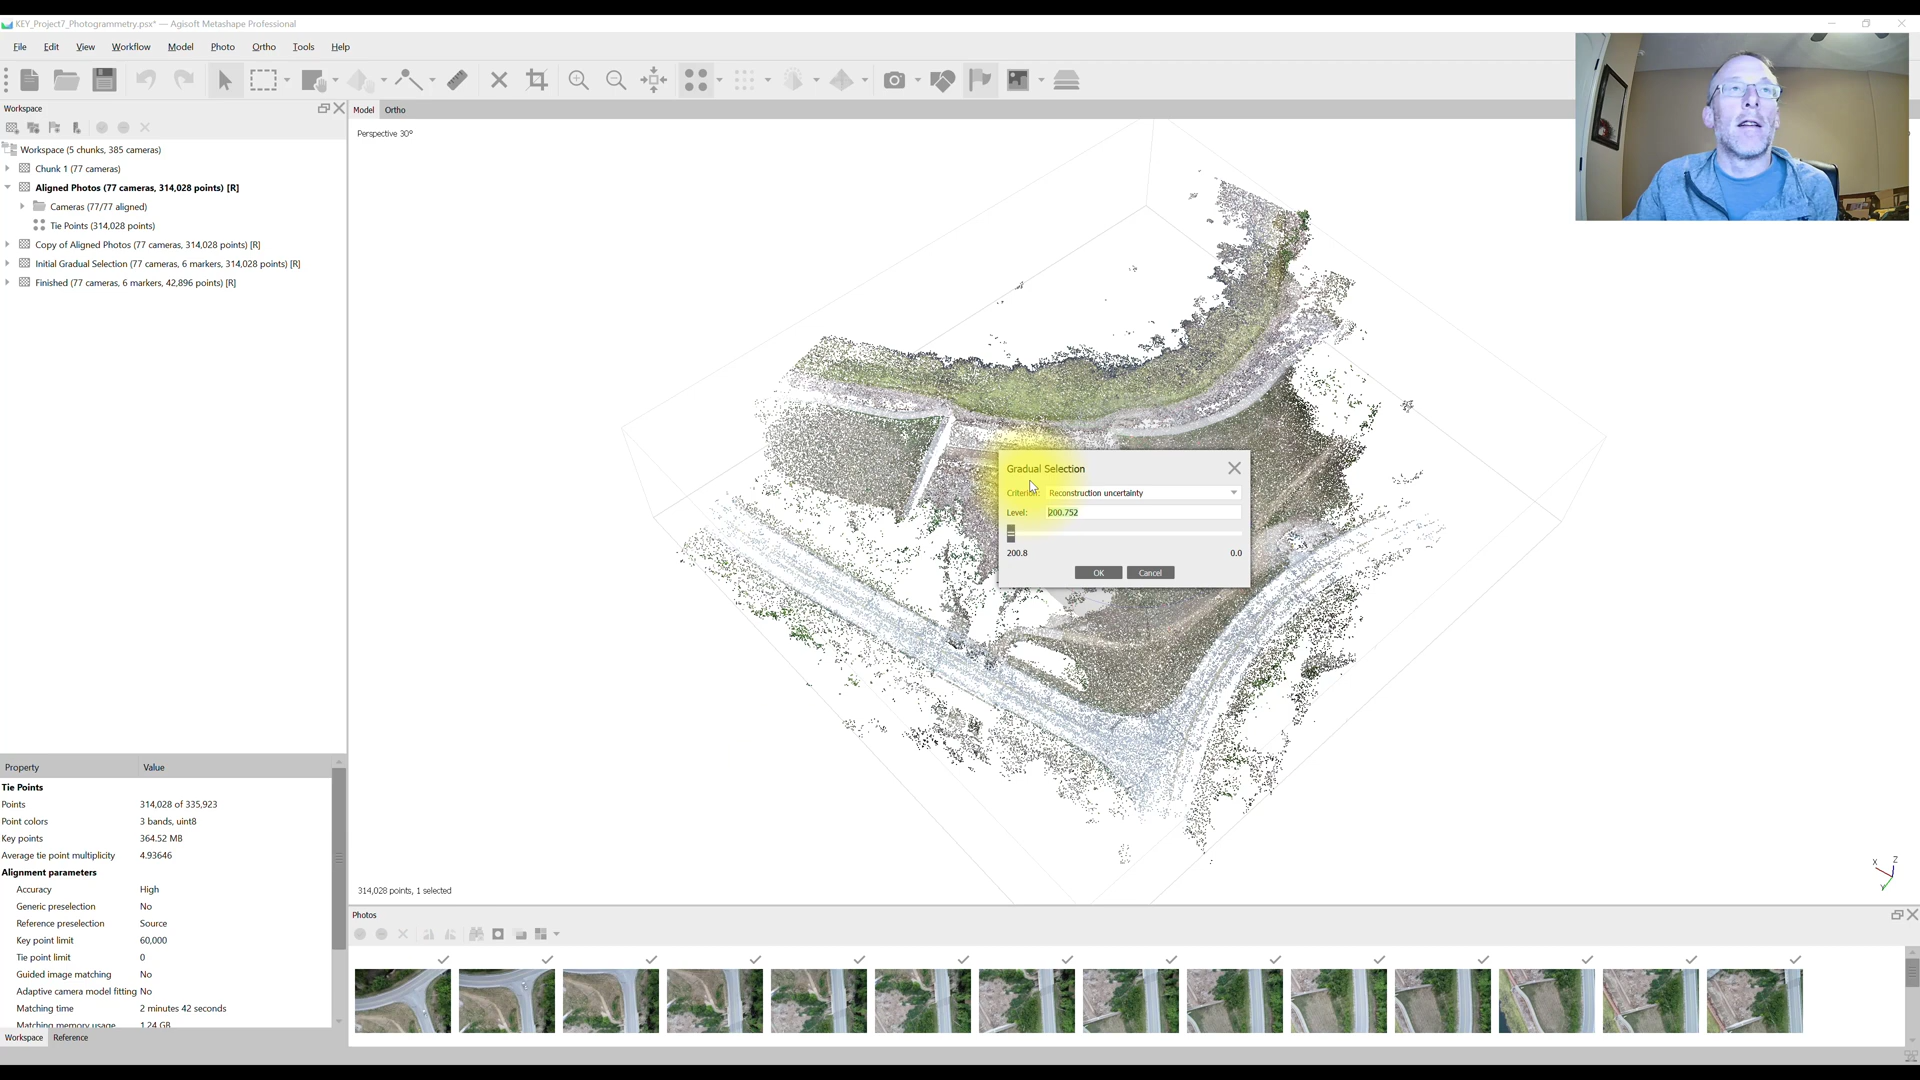 KEY_Project7_Photogrammetry.psx* — Agisoft Metashape Professional
File Edit View Workflow Model Photo Ortho Tools Help
Workspace
Model Ortho
Perspective 30°
Workspace (5 chunks, 385 cameras)
Chunk 1 (77 cameras)
Aligned Photos (77 cameras, 314,028 points) [R]
Cameras (77/77 aligned)
Tie Points (314,028 points)
Copy of Aligned Photos (77 cameras, 314,028 points) [R]
Initial Gradual Selection (77 cameras, 6 markers, 314,028 points) [R]
Finished (77 cameras, 6 markers, 42,896 points) [R]
Gradual Selection
Criterion: Reconstruction uncertainty
Level: 200.752
200.8 0.0
OK Cancel
Property Value
Tie Points
Points 314,028 of 335,923
Point colors 3 bands, uint8
Key points 364.52 MB
Average tie point multiplicity 4.93646
Alignment parameters
Accuracy High
Generic preselection No
Reference preselection Source
Key point limit 60,000
Tie point limit 0
Guided image matching No
Adaptive camera model fitting No
Matching time 2 minutes 42 seconds
Matching memory usage 1.24 GB
Workspace Reference
314,028 points, 1 selected
X Z
Y
Photos